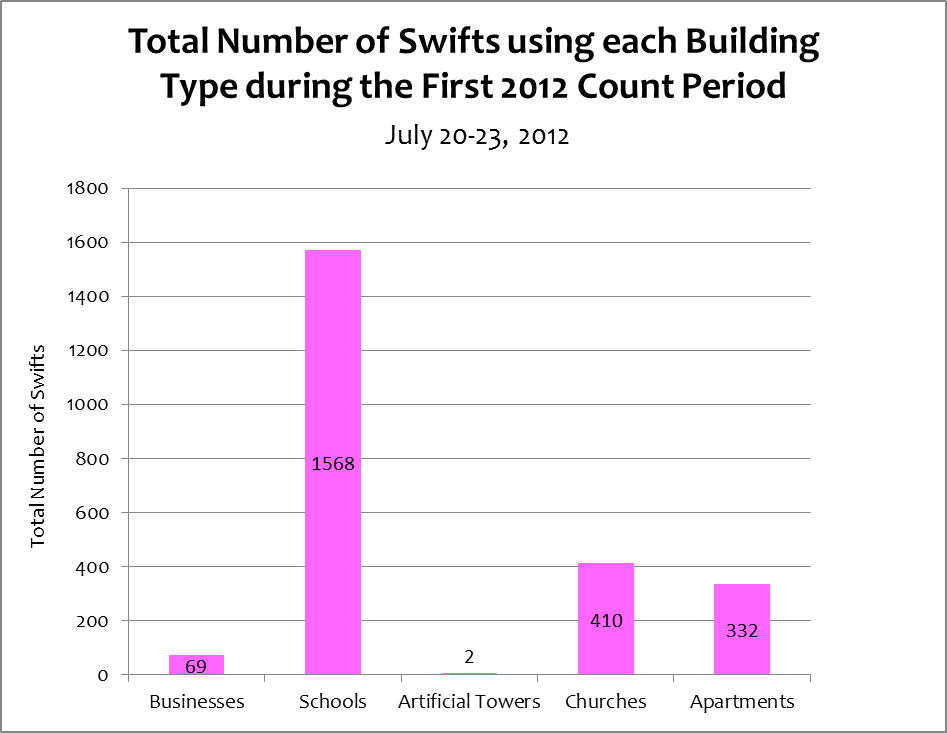 Total Number of Swifts using each Building
Type during the First 2012 Count Period
July 20-23, 2012
Total Number of Swifts
1800
1600
1400
1200
1000
800
600
400
200
0
69
1568
2
410
332
Businesses
Schools
Artificial Towers
Churches
Apartments